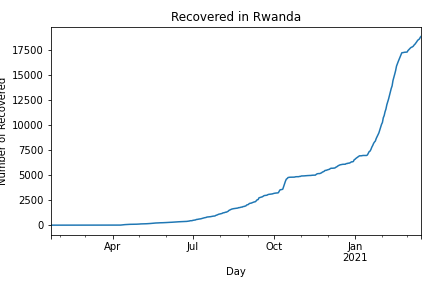 Recovered in Rwanda
Number of Recovered
17500
15000
12500
10000
7500
5000
2500
0
Apr
Jul
Oct
Jan
2021
Day